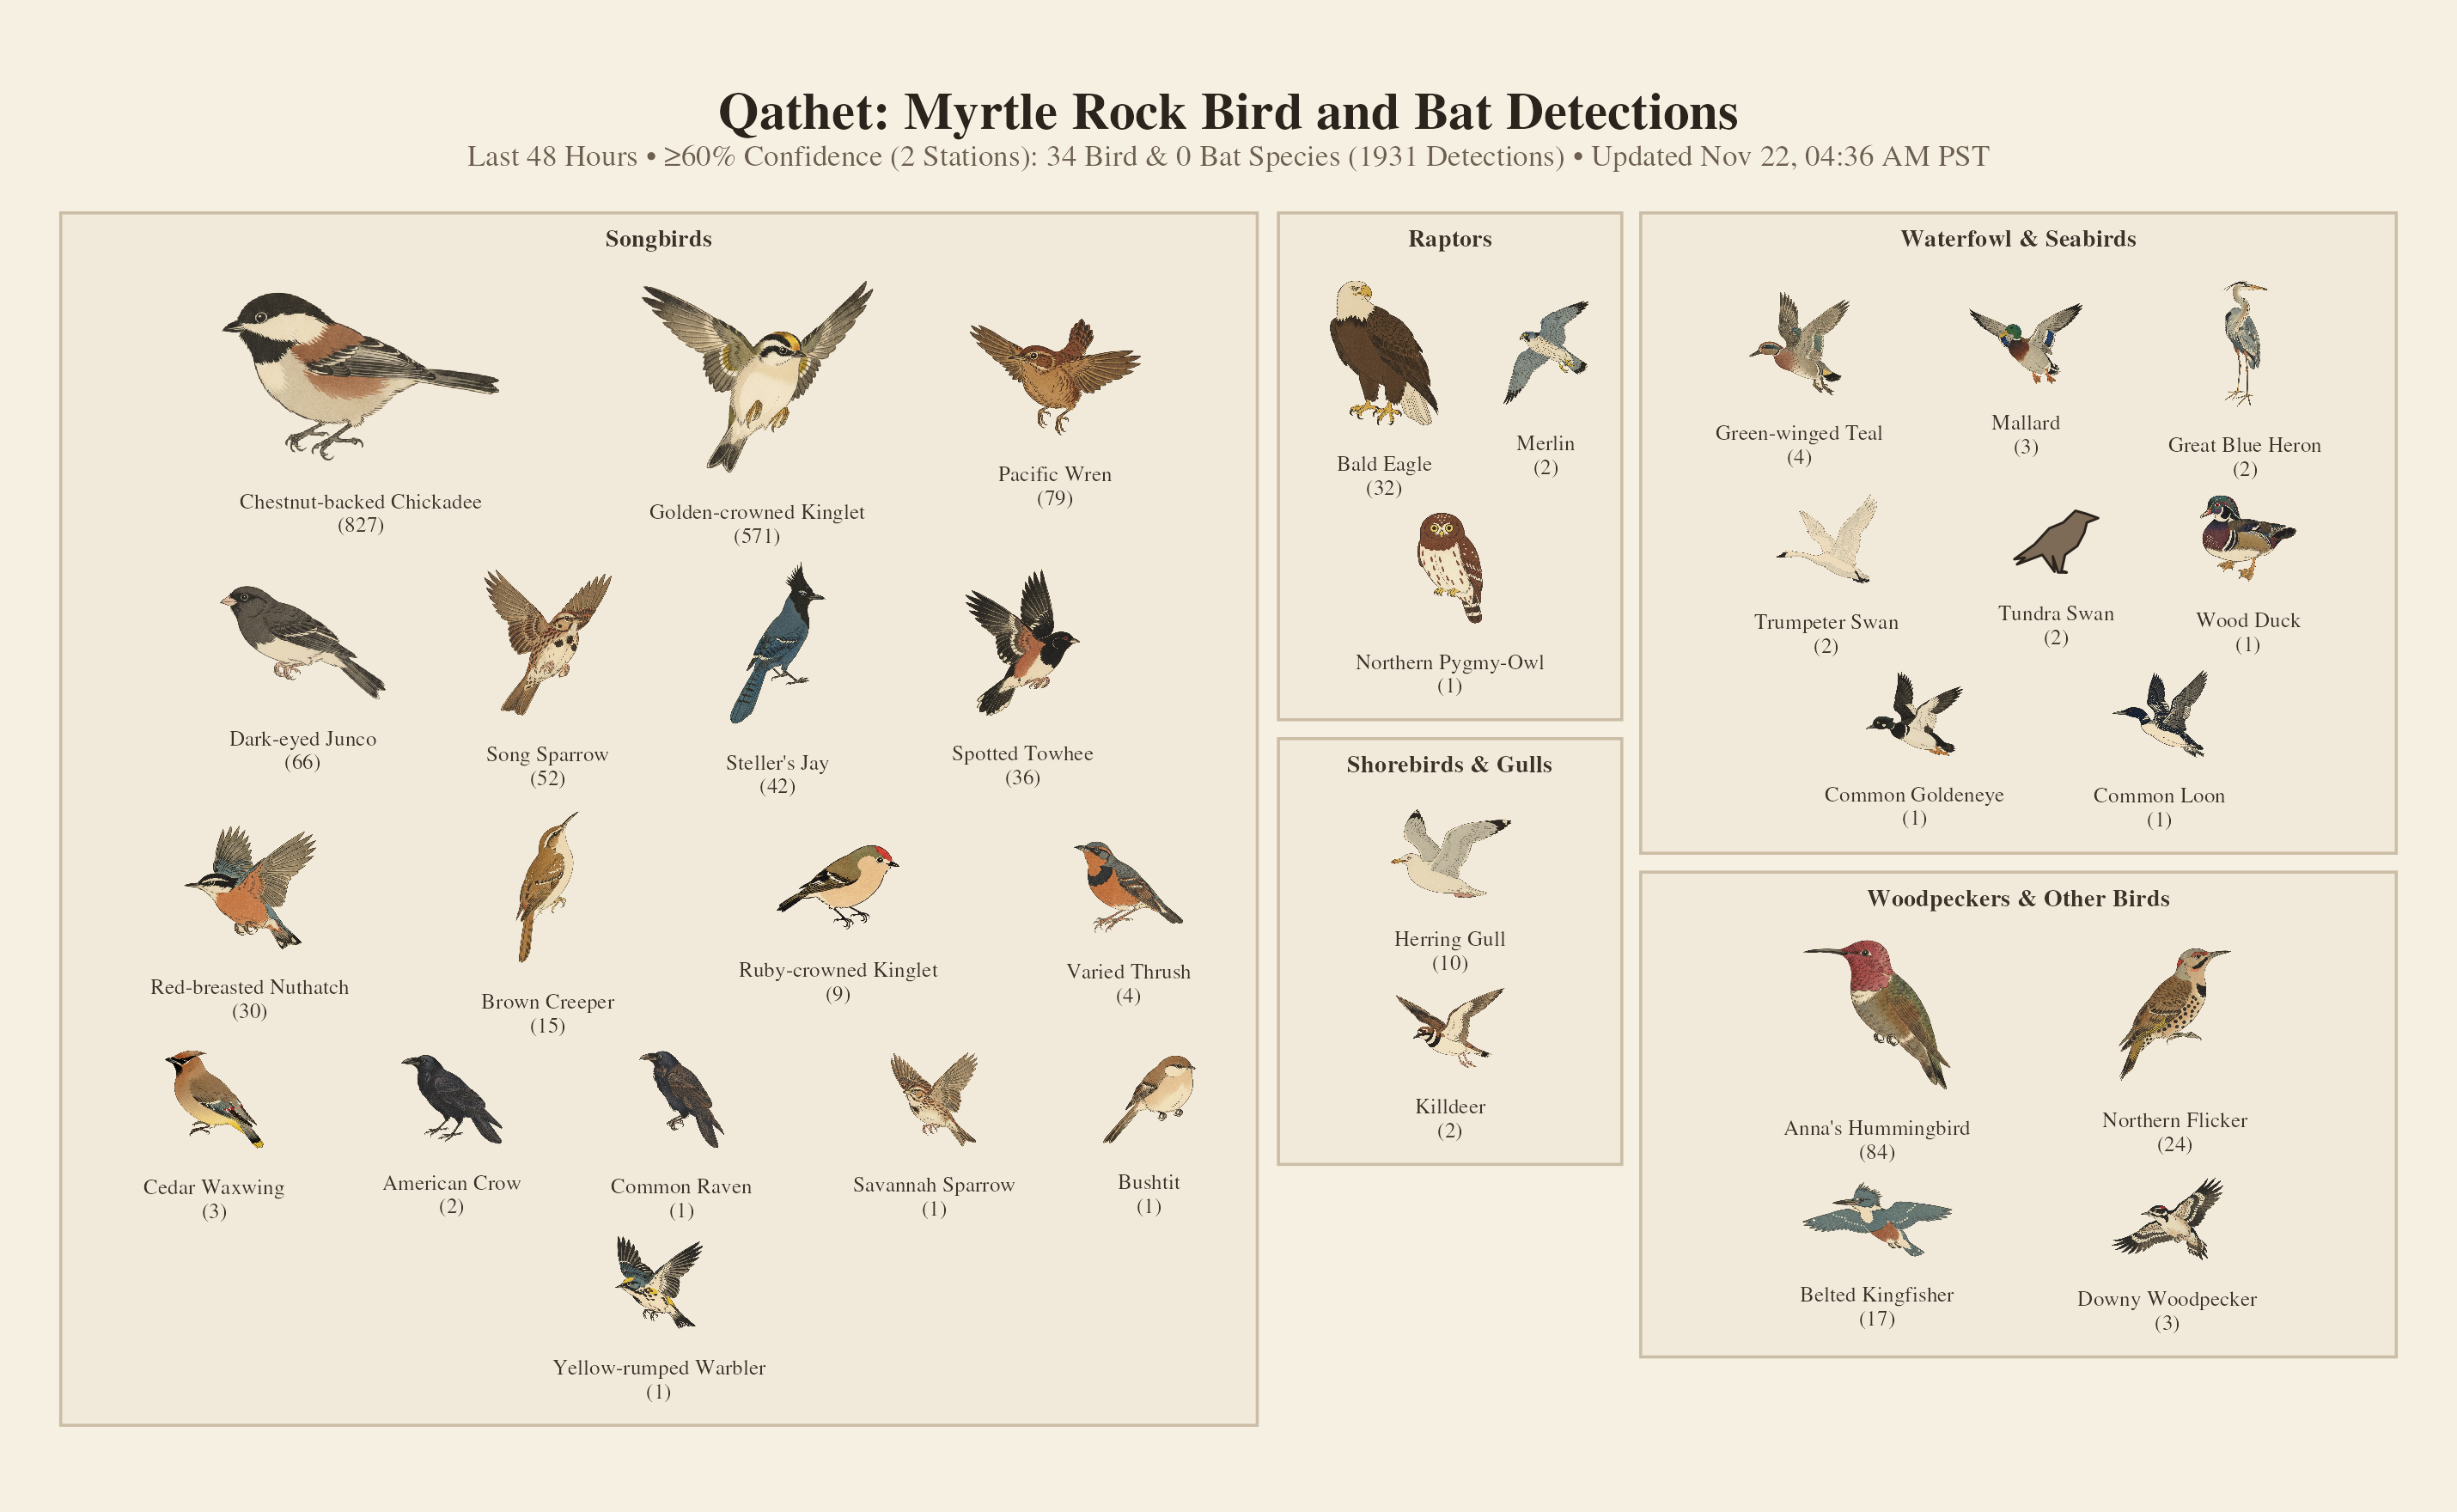 Qathet: Myrtle Rock Bird and Bat Detections
Last 48 Hours • ≥60% Confidence (2 Stations): 34 Bird & 0 Bat Species (1931 Detections) • Updated Nov 22, 04:36 AM PST
Songbirds
Chestnut-backed Chickadee
(827)
Golden-crowned Kinglet
(571)
Pacific Wren
(79)
Dark-eyed Junco
(66)
Song Sparrow
(52)
Steller's Jay
(42)
Spotted Towhee
(36)
Red-breasted Nuthatch
(30)
Brown Creeper
(15)
Ruby-crowned Kinglet
(9)
Varied Thrush
(4)
Cedar Waxwing
(3)
American Crow
(2)
Common Raven
(1)
Savannah Sparrow
(1)
Bushtit
(1)
Yellow-rumped Warbler
(1)
Raptors
Bald Eagle
(32)
Merlin
(2)
Northern Pygmy-Owl
(1)
Shorebirds & Gulls
Herring Gull
(10)
Killdeer
(2)
Waterfowl & Seabirds
Green-winged Teal
(4)
Mallard
(3)
Great Blue Heron
(2)
Trumpeter Swan
(2)
Tundra Swan
(2)
Wood Duck
(1)
Common Goldeneye
(1)
Common Loon
(1)
Woodpeckers & Other Birds
Anna's Hummingbird
(84)
Northern Flicker
(24)
Belted Kingfisher
(17)
Downy Woodpecker
(3)